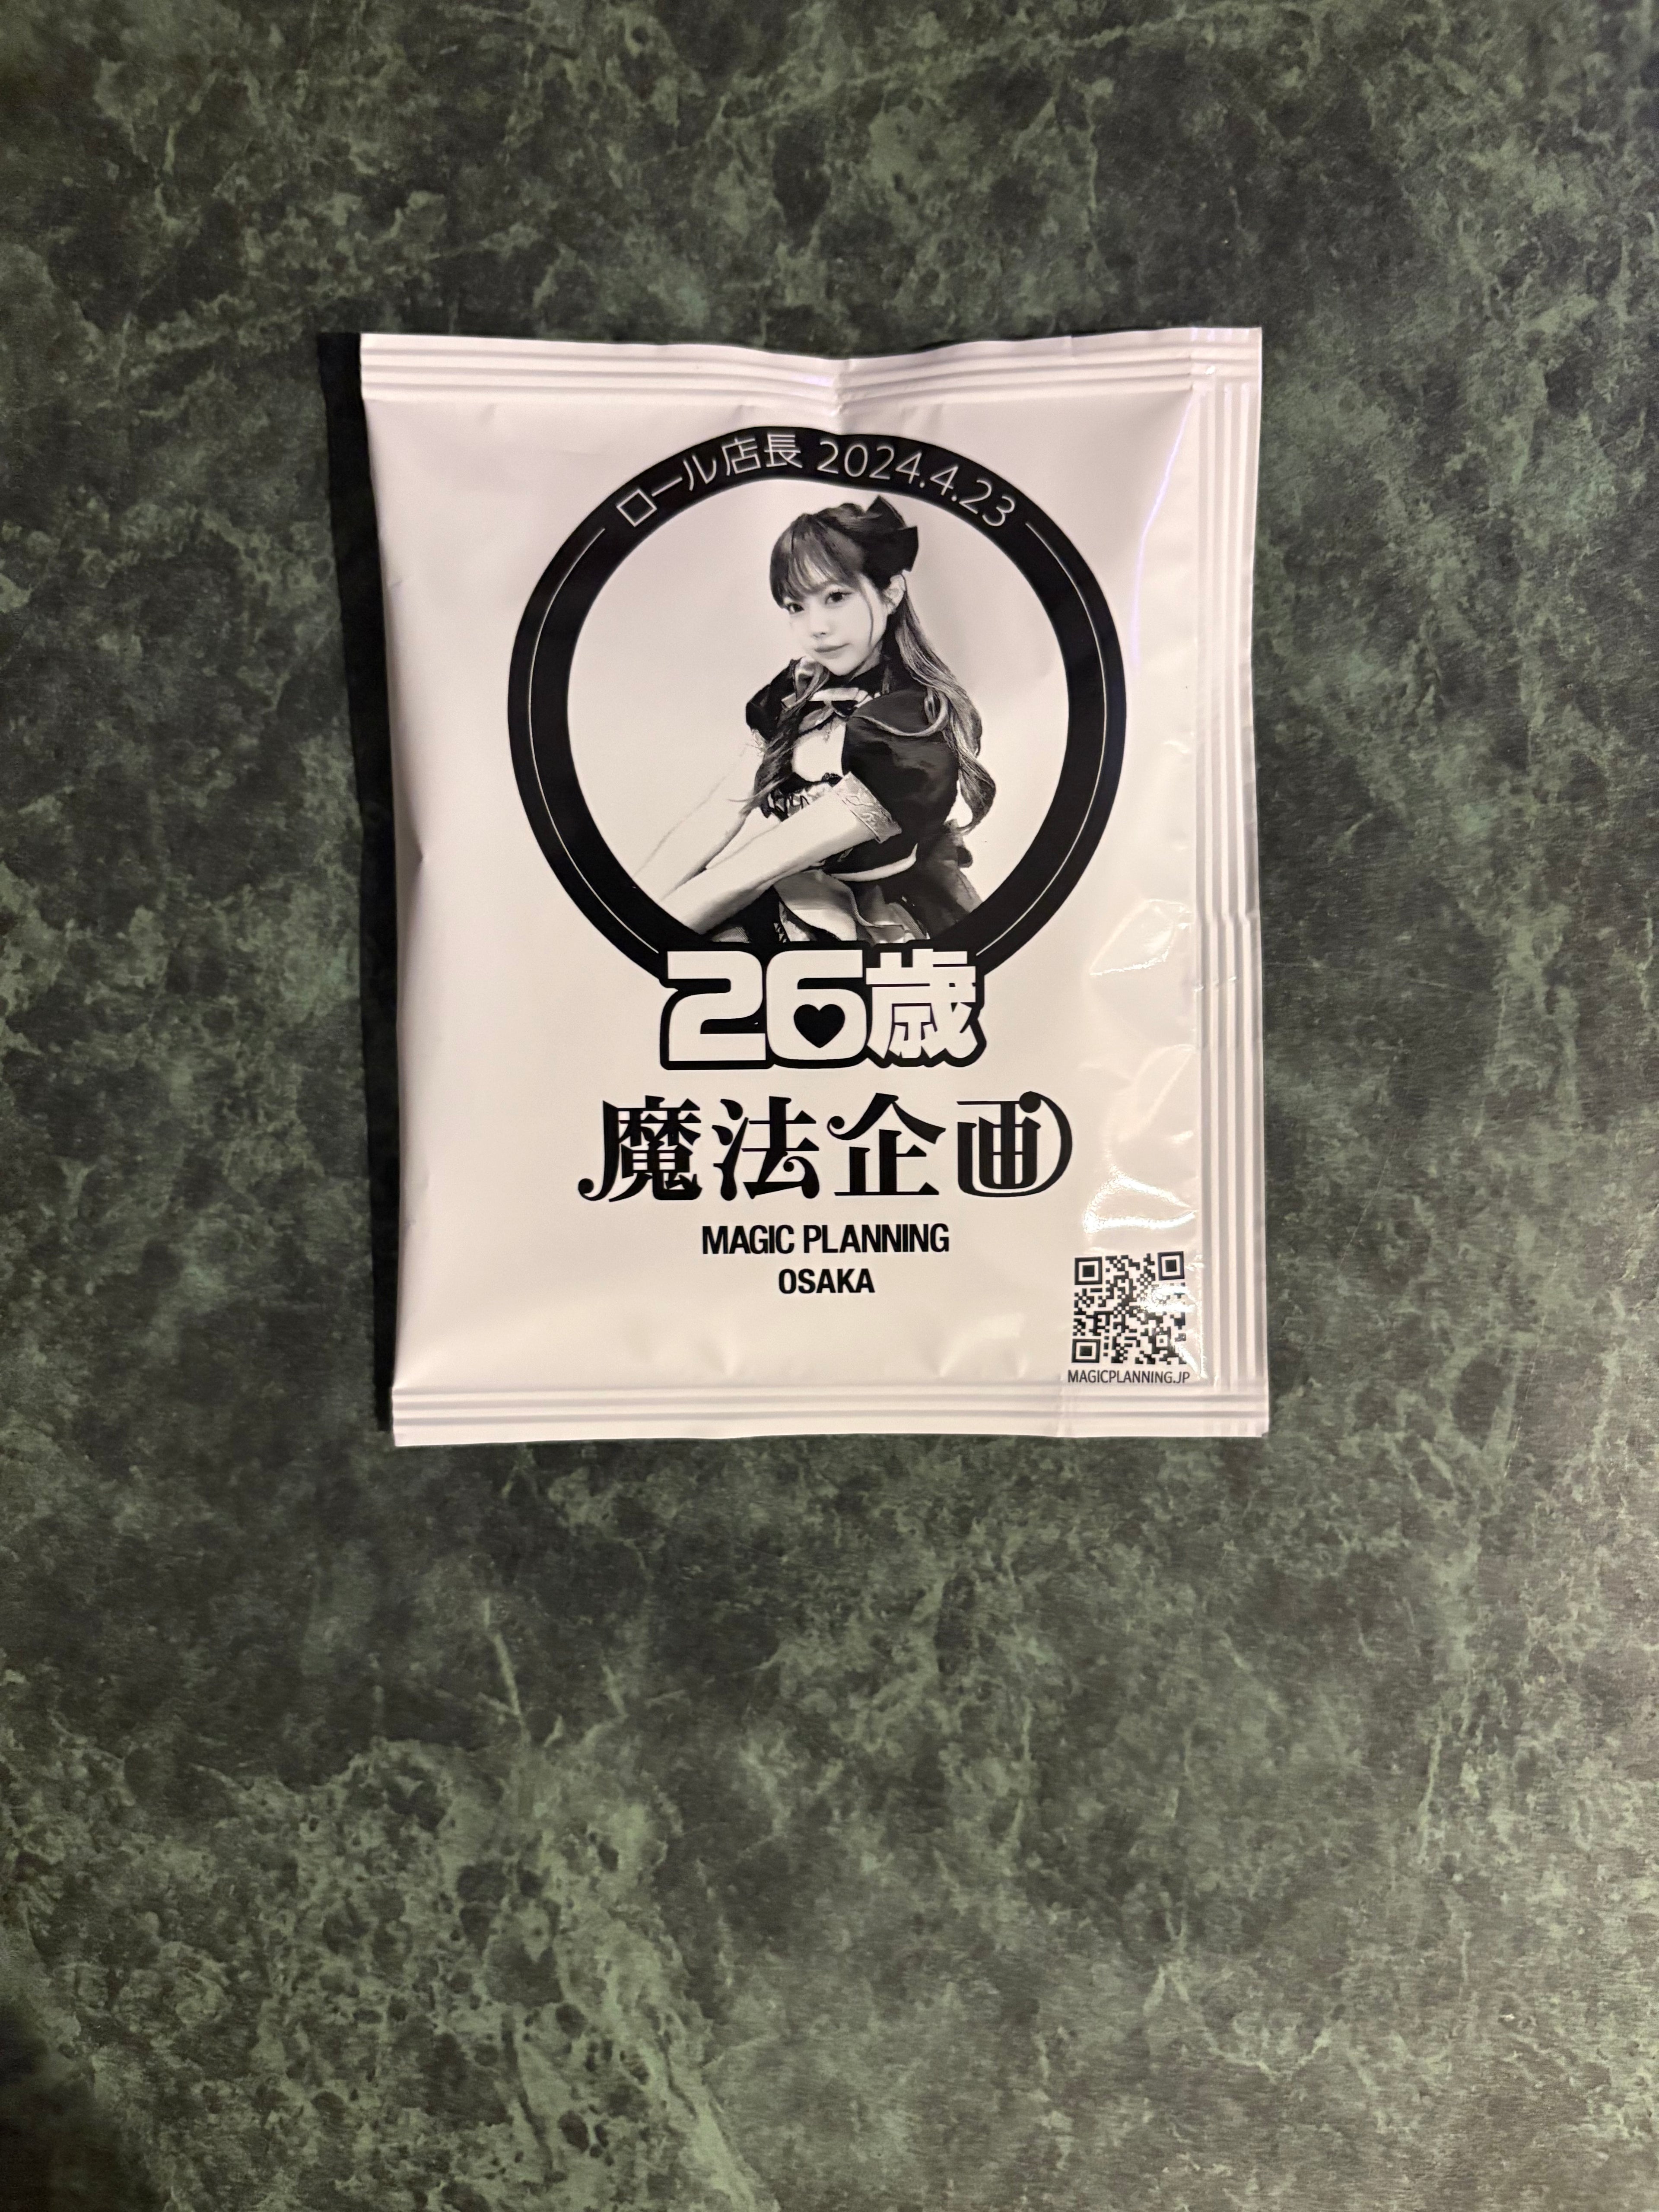 ロール店長 2024.4.23
26歳
魔法企画
MAGIC PLANNING
OSAKA
MAGICPLANNING.JP